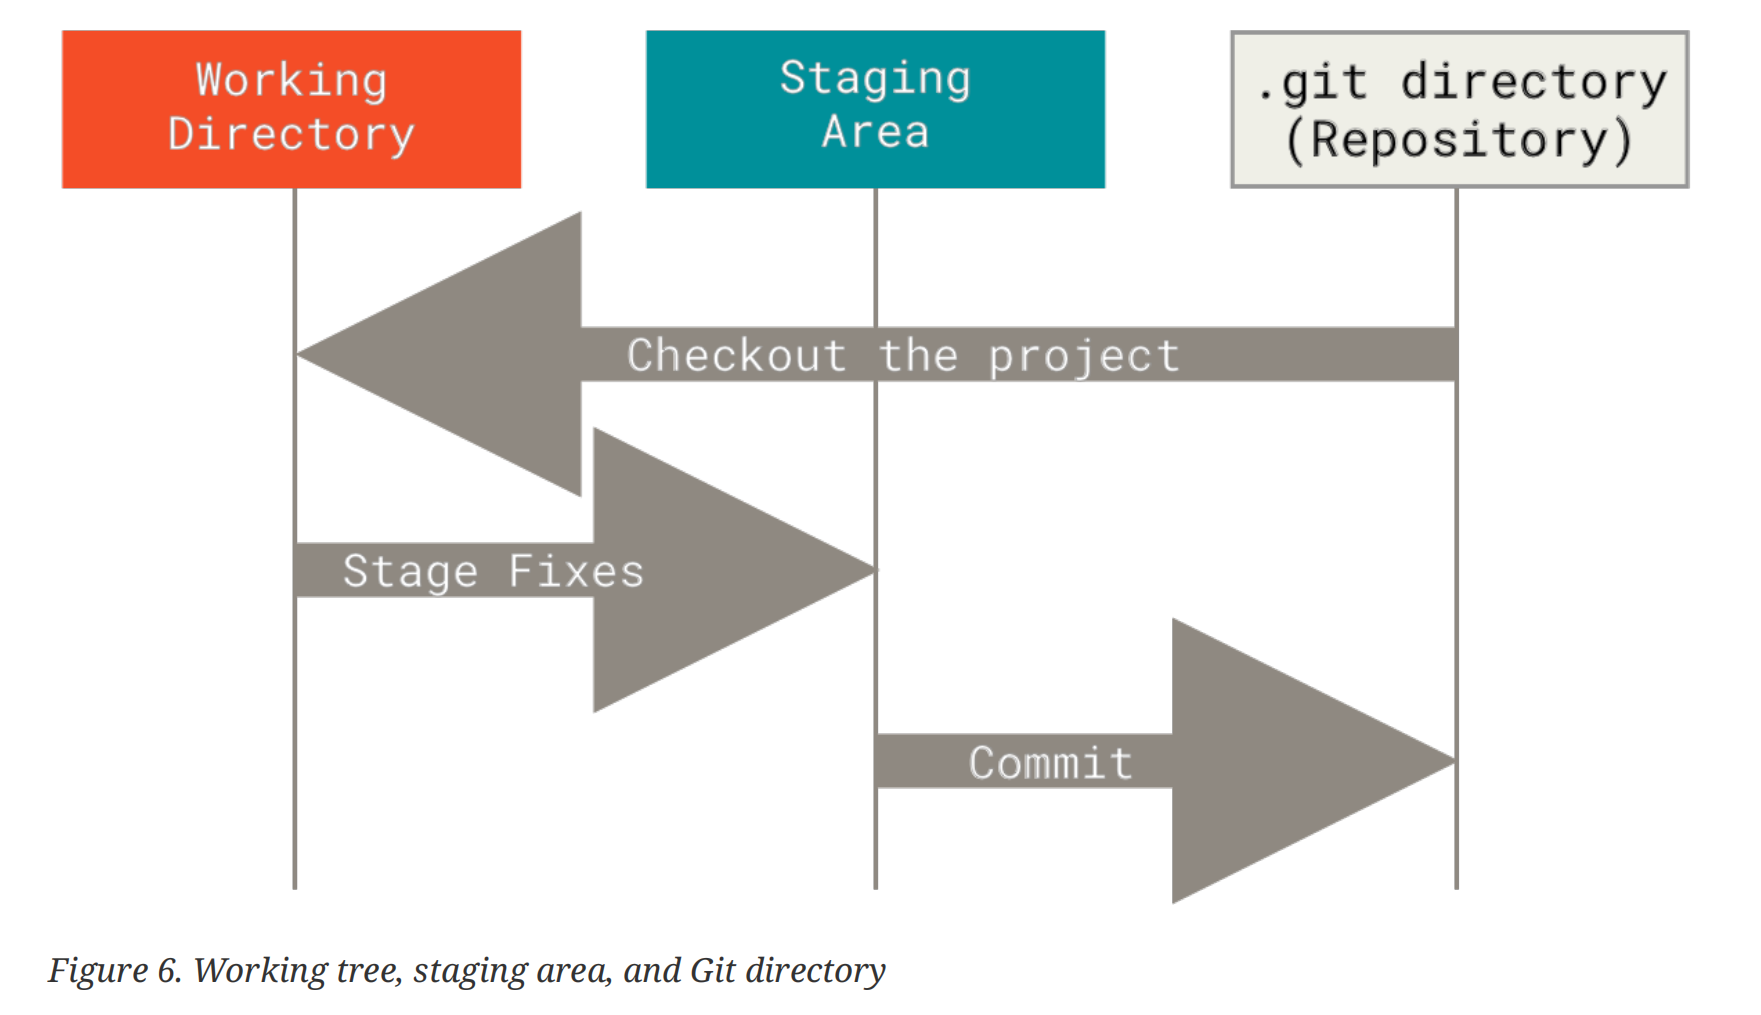 Working
Directory
Staging
Area
.git directory
(Repository)
Checkout the project
Stage Fixes
Commit
Figure 6. Working tree, staging area, and Git directory